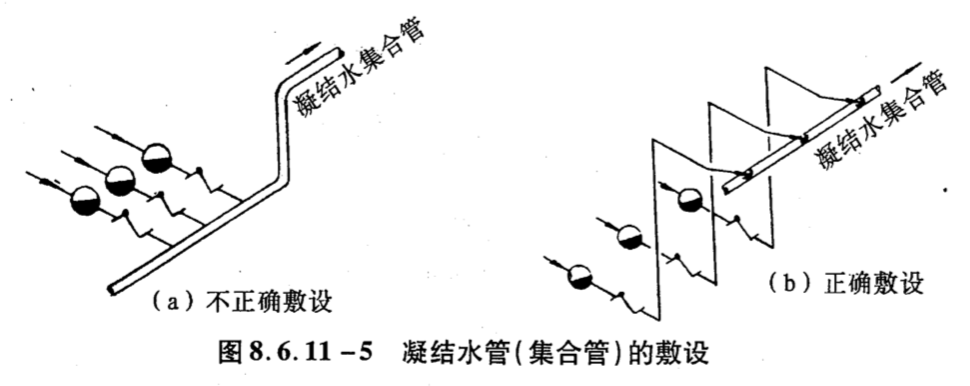 凝结水集合管
凝结水集合管
(a)不正确敷设
(b)正确敷设
图8.6.11-5 凝结水管(集合管)的敷设